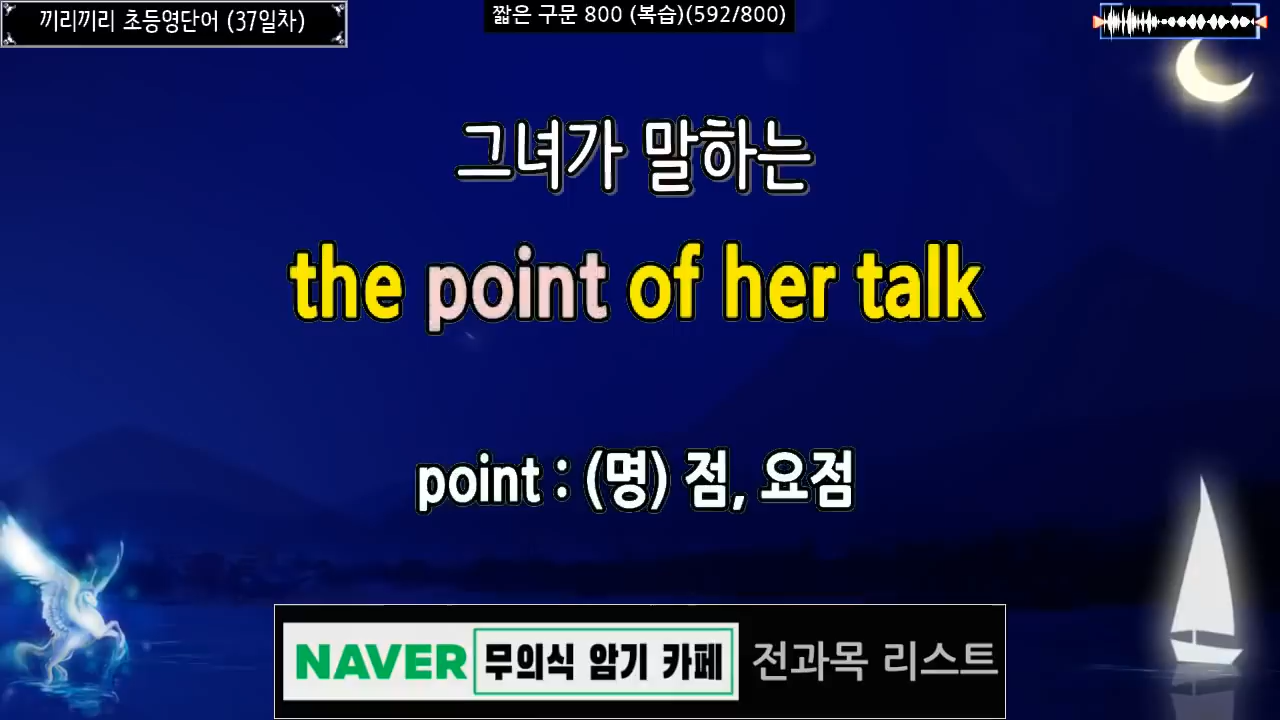 끼리끼리 초등영단어 (37일차)
짧은 구문 800 (복습)(592/800)
그녀가 말하는
the point of her talk
point : (명) 점, 요점
NAVER 무의식 암기 카페 전과목 리스트